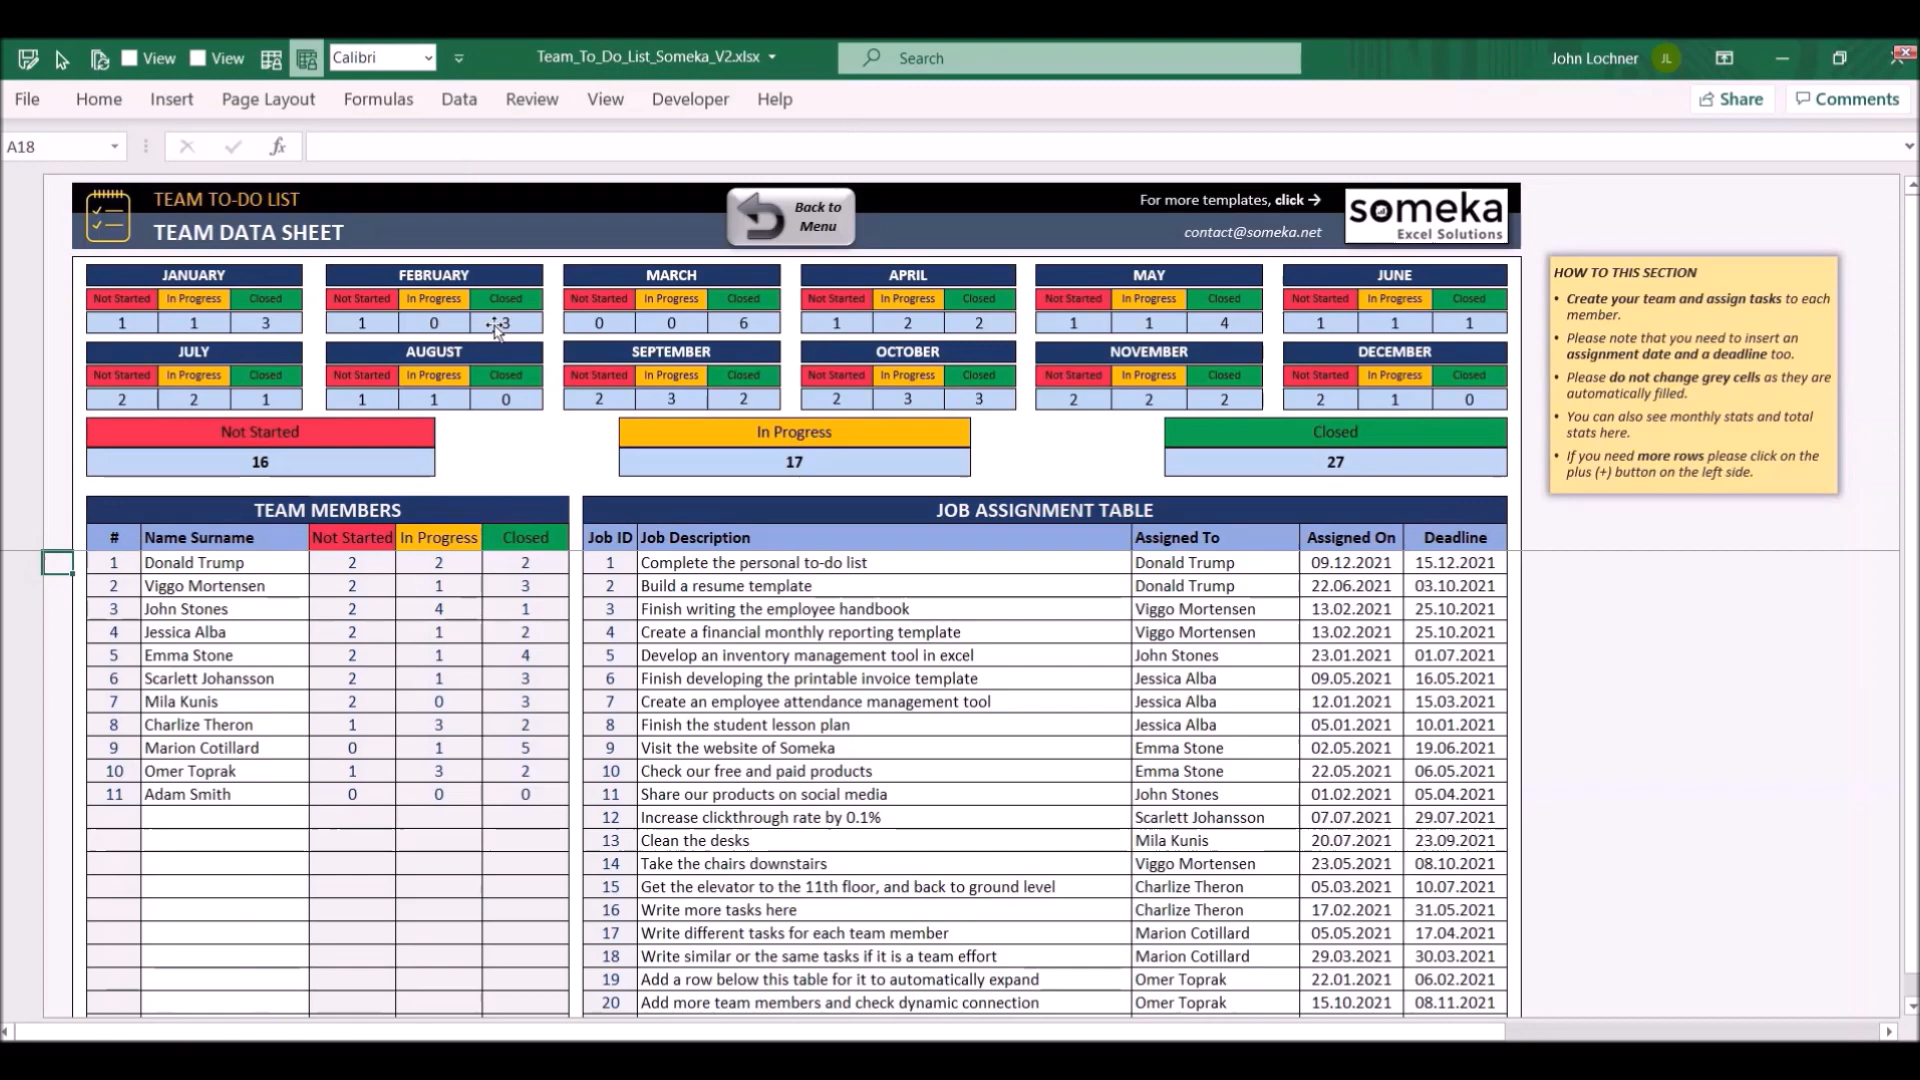 View View Calibri Team_To_Do_List_Someka_V2.xlsx Search John Lochner JL
File Home Insert Page Layout Formulas Data Review View Developer Help Share Comments
A18 fx
TEAM TO-DO LIST
TEAM DATA SHEET
Back to
Menu
For more templates, click →
contact@someka.net
someka
Excel Solutions
JANUARY FEBRUARY MARCH APRIL MAY JUNE
Not Started In Progress Closed Not Started In Progress Closed Not Started In Progress Closed Not Started In Progress Closed Not Started In Progress Closed Not Started In Progress Closed
1 1 3 1 0 3 0 0 6 1 2 2 1 1 4 1 1 1
JULY AUGUST SEPTEMBER OCTOBER NOVEMBER DECEMBER
Not Started In Progress Closed Not Started In Progress Closed Not Started In Progress Closed Not Started In Progress Closed Not Started In Progress Closed Not Started In Progress Closed
2 2 1 1 1 0 2 3 2 2 3 3 2 2 2 2 1 0
Not Started In Progress Closed
16 17 27
HOW TO THIS SECTION
• Create your team and assign tasks to each
member.
• Please note that you need to insert an
assignment date and a deadline too.
• Please do not change grey cells as they are
automatically filled.
• You can also see monthly stats and total
stats here.
• If you need more rows please click on the
plus (+) button on the left side.
TEAM MEMBERS
# Name Surname Not Started In Progress Closed
1 Donald Trump 2 2 2
2 Viggo Mortensen 2 1 3
3 John Stones 2 4 1
4 Jessica Alba 2 1 2
5 Emma Stone 2 1 4
6 Scarlett Johansson 2 1 3
7 Mila Kunis 2 0 3
8 Charlize Theron 1 3 2
9 Marion Cotillard 0 1 5
10 Omer Toprak 1 3 2
11 Adam Smith 0 0 0
JOB ASSIGNMENT TABLE
Job ID Job Description Assigned To Assigned On Deadline
1 Complete the personal to-do list Donald Trump 09.12.2021 15.12.2021
2 Build a resume template Donald Trump 22.06.2021 03.10.2021
3 Finish writing the employee handbook Viggo Mortensen 13.02.2021 25.10.2021
4 Create a financial monthly reporting template Viggo Mortensen 13.02.2021 25.10.2021
5 Develop an inventory management tool in excel John Stones 23.01.2021 01.07.2021
6 Finish developing the printable invoice template Jessica Alba 09.05.2021 16.05.2021
7 Create an employee attendance management tool Jessica Alba 12.01.2021 15.03.2021
8 Finish the student lesson plan Jessica Alba 05.01.2021 10.01.2021
9 Visit the website of Someka Emma Stone 02.05.2021 19.06.2021
10 Check our free and paid products Emma Stone 22.05.2021 06.05.2021
11 Share our products on social media John Stones 01.02.2021 05.04.2021
12 Increase clickthrough rate by 0.1% Scarlett Johansson 07.07.2021 29.07.2021
13 Clean the desks Mila Kunis 20.07.2021 23.09.2021
14 Take the chairs downstairs Viggo Mortensen 23.05.2021 08.10.2021
15 Get the elevator to the 11th floor, and back to ground level Charlize Theron 05.03.2021 10.07.2021
16 Write more tasks here Charlize Theron 17.02.2021 31.05.2021
17 Write different tasks for each team member Marion Cotillard 05.05.2021 17.04.2021
18 Write similar or the same tasks if it is a team effort Marion Cotillard 29.03.2021 30.03.2021
19 Add a row below this table for it to automatically expand Omer Toprak 22.01.2021 06.02.2021
20 Add more team members and check dynamic connection Omer Toprak 15.10.2021 08.11.2021